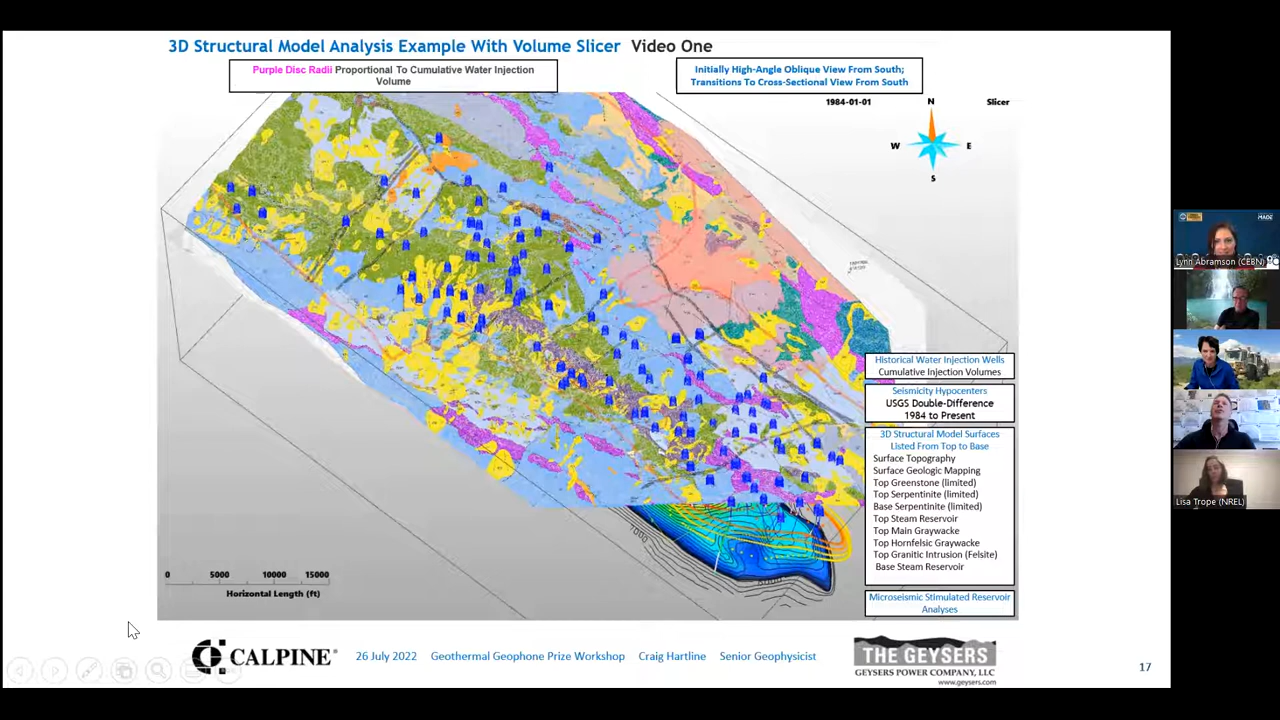 3D Structural Model Analysis Example With Volume Slicer Video One
Purple Disc Radii Proportional To Cumulative Water Injection
Volume
Initially High-Angle Oblique View From South;
Transitions To Cross-Sectional View From South
1984-01-01
N
Slicer
W
E
S
Lynn Abramson (CEBN)
Historical Water Injection Wells
Cumulative Injection Volumes
Seismicity Hypocenters
USGS Double-Difference
1984 to Present
3D Structural Model Surfaces
Listed From Top to Base
Surface Topography
Surface Geologic Mapping
Top Greenstone (limited)
Top Serpentinite (limited)
Base Serpentinite (limited)
Top Steam Reservoir
Top Main Graywacke
Top Hornfelsic Graywacke
Top Granitic Intrusion (Felsite)
Base Steam Reservoir
Microseismic Stimulated Reservoir
Analyses
Lisa Trope (NREL)
7000
0 5000 10000 15000
Horizontal Length (ft)
CALPINE®
26 July 2022 Geothermal Geophone Prize Workshop Craig Hartline Senior Geophysicist
THE GEYSERS
GEYSERS POWER COMPANY, LLC
www.geysers.com
17